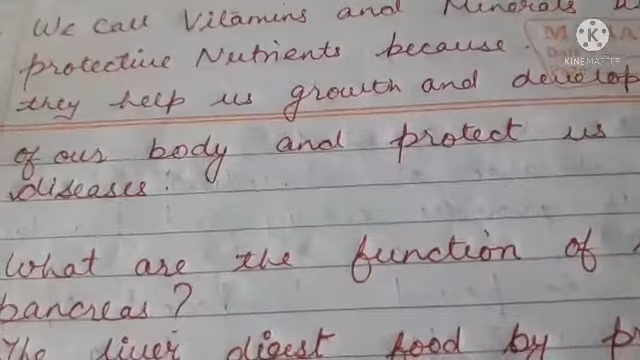 We call Vitamins and Minerals
protective Nutrients because
they help us growth and develop
of our body and protect us
diseases.
What are the function of
pancreas?
The liver digest food by
KINEMASTER